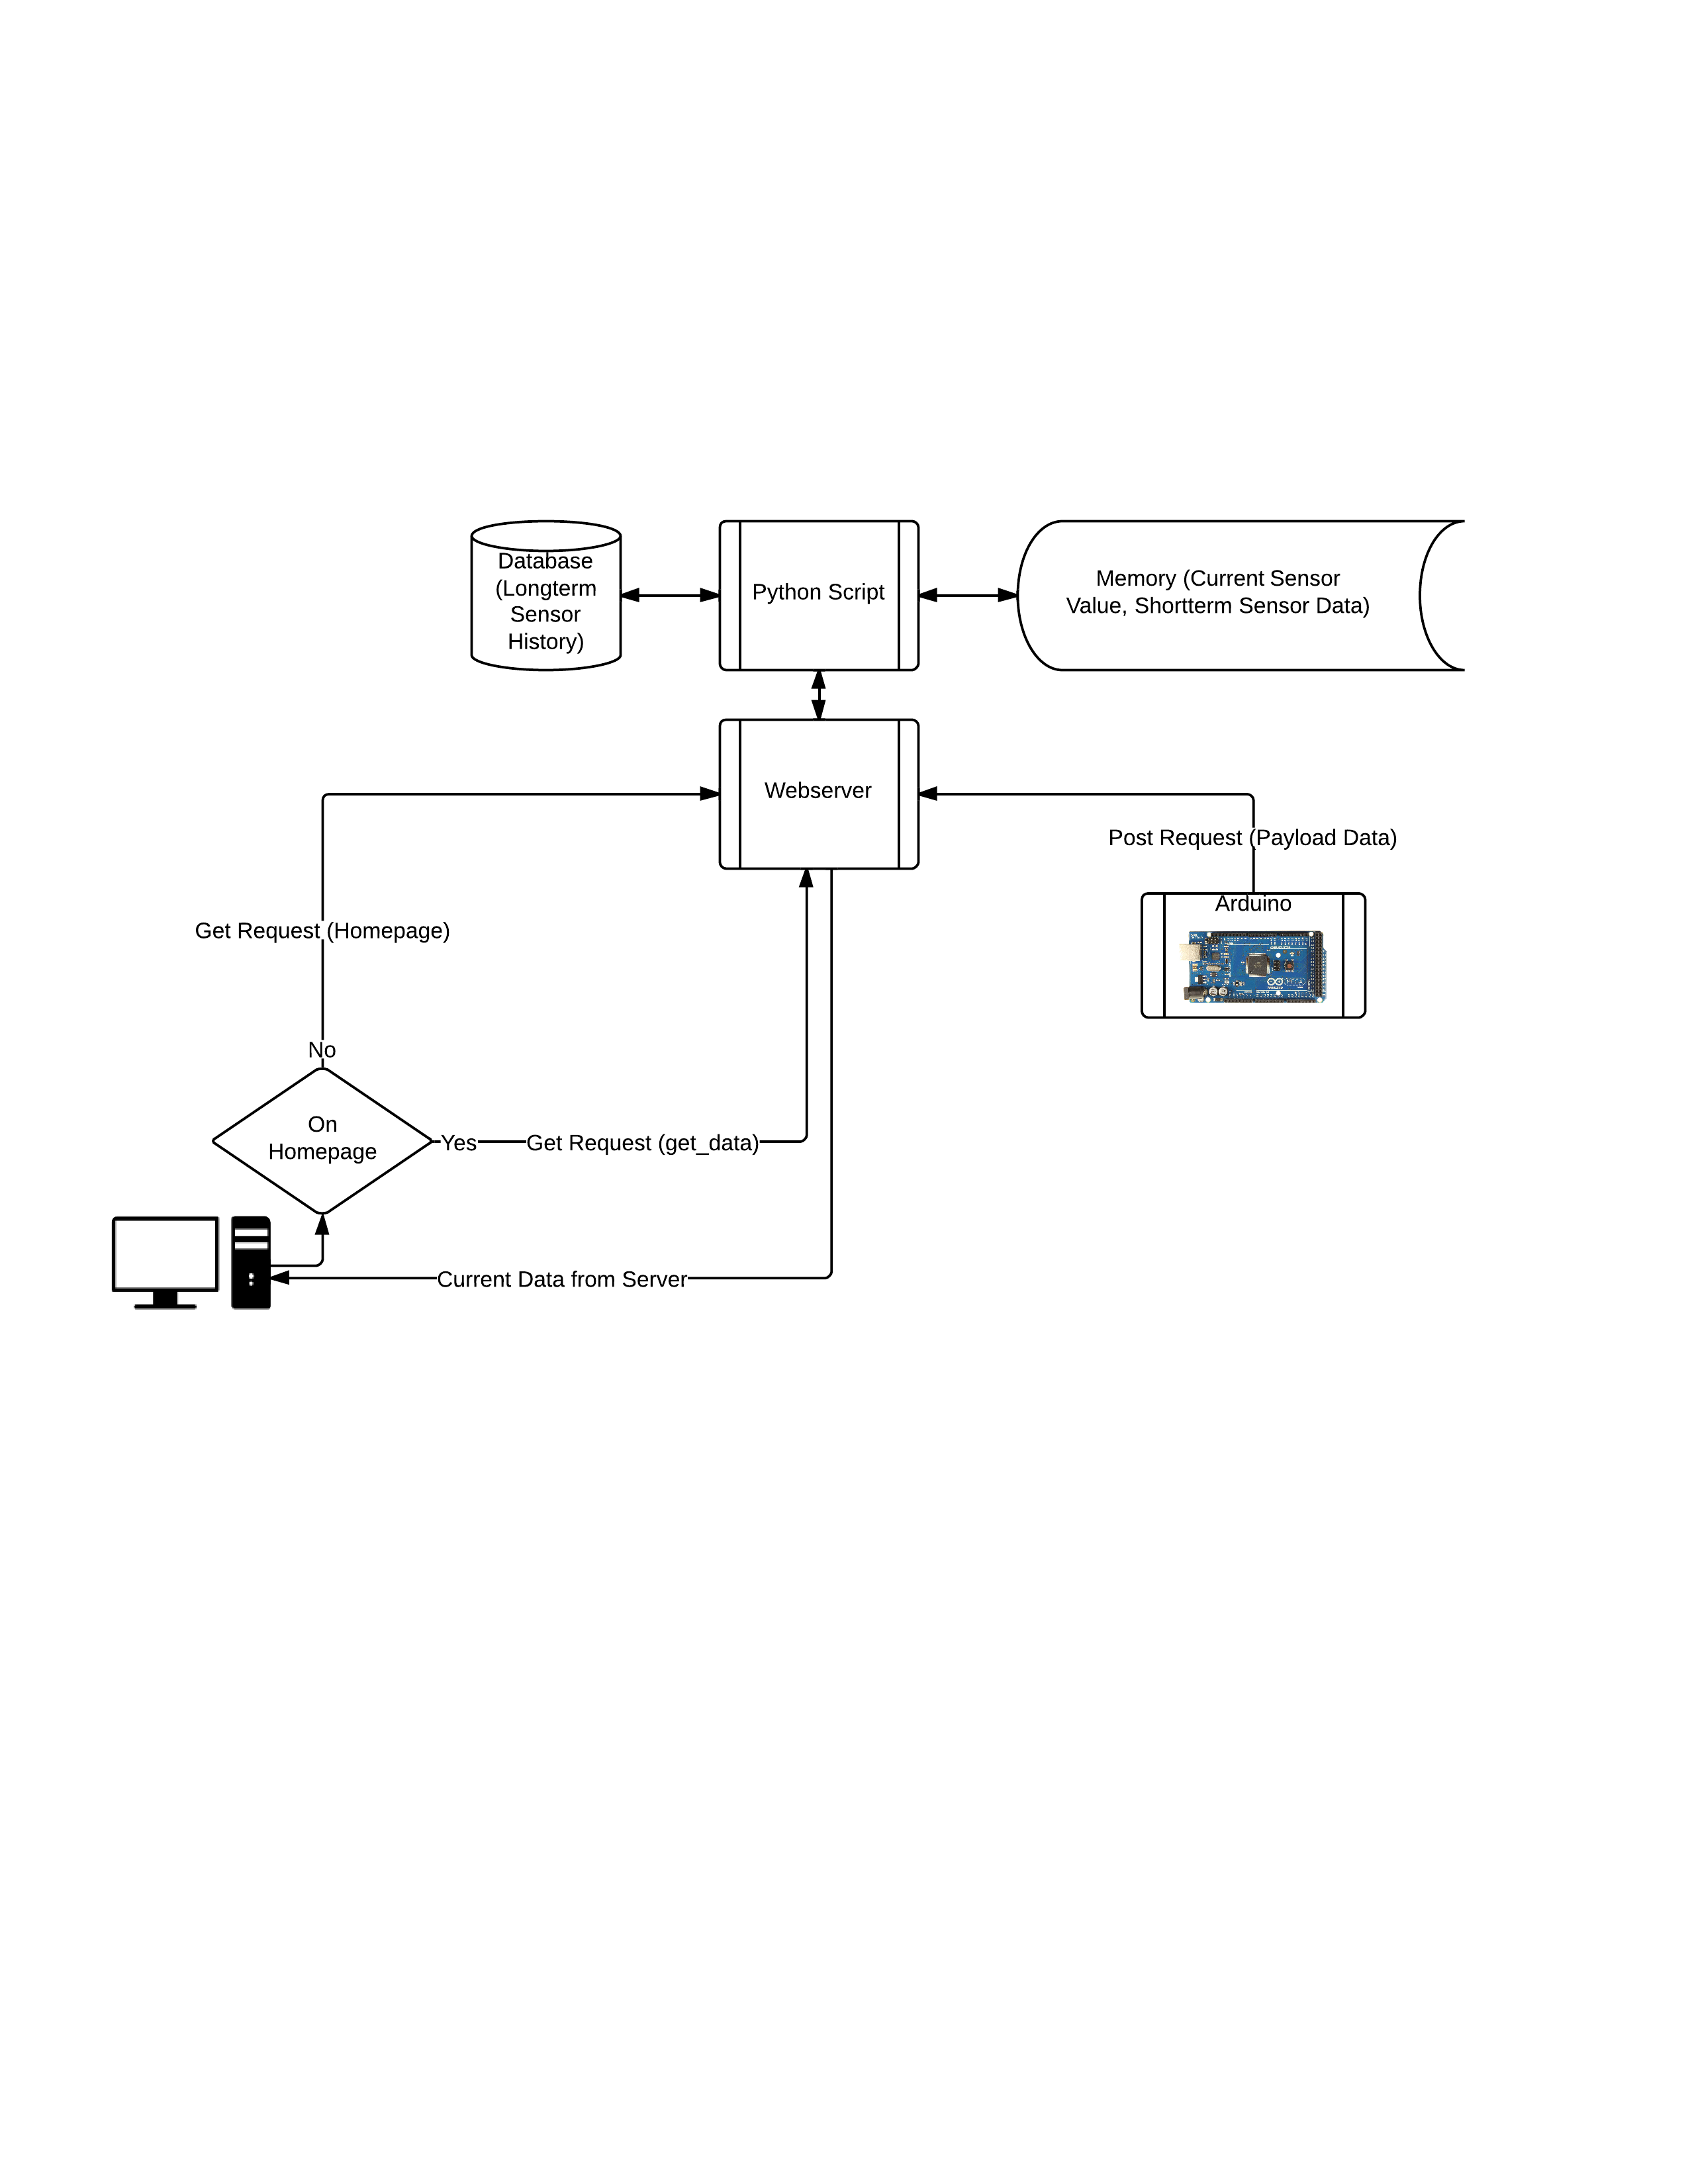 Database
(Longterm
Sensor
History)
Python Script
Memory (Current Sensor
Value, Shortterm Sensor Data)
Webserver
Post Request (Payload Data)
Arduino
Get Request (Homepage)
No
On
Homepage
Yes
Get Request (get_data)
Current Data from Server